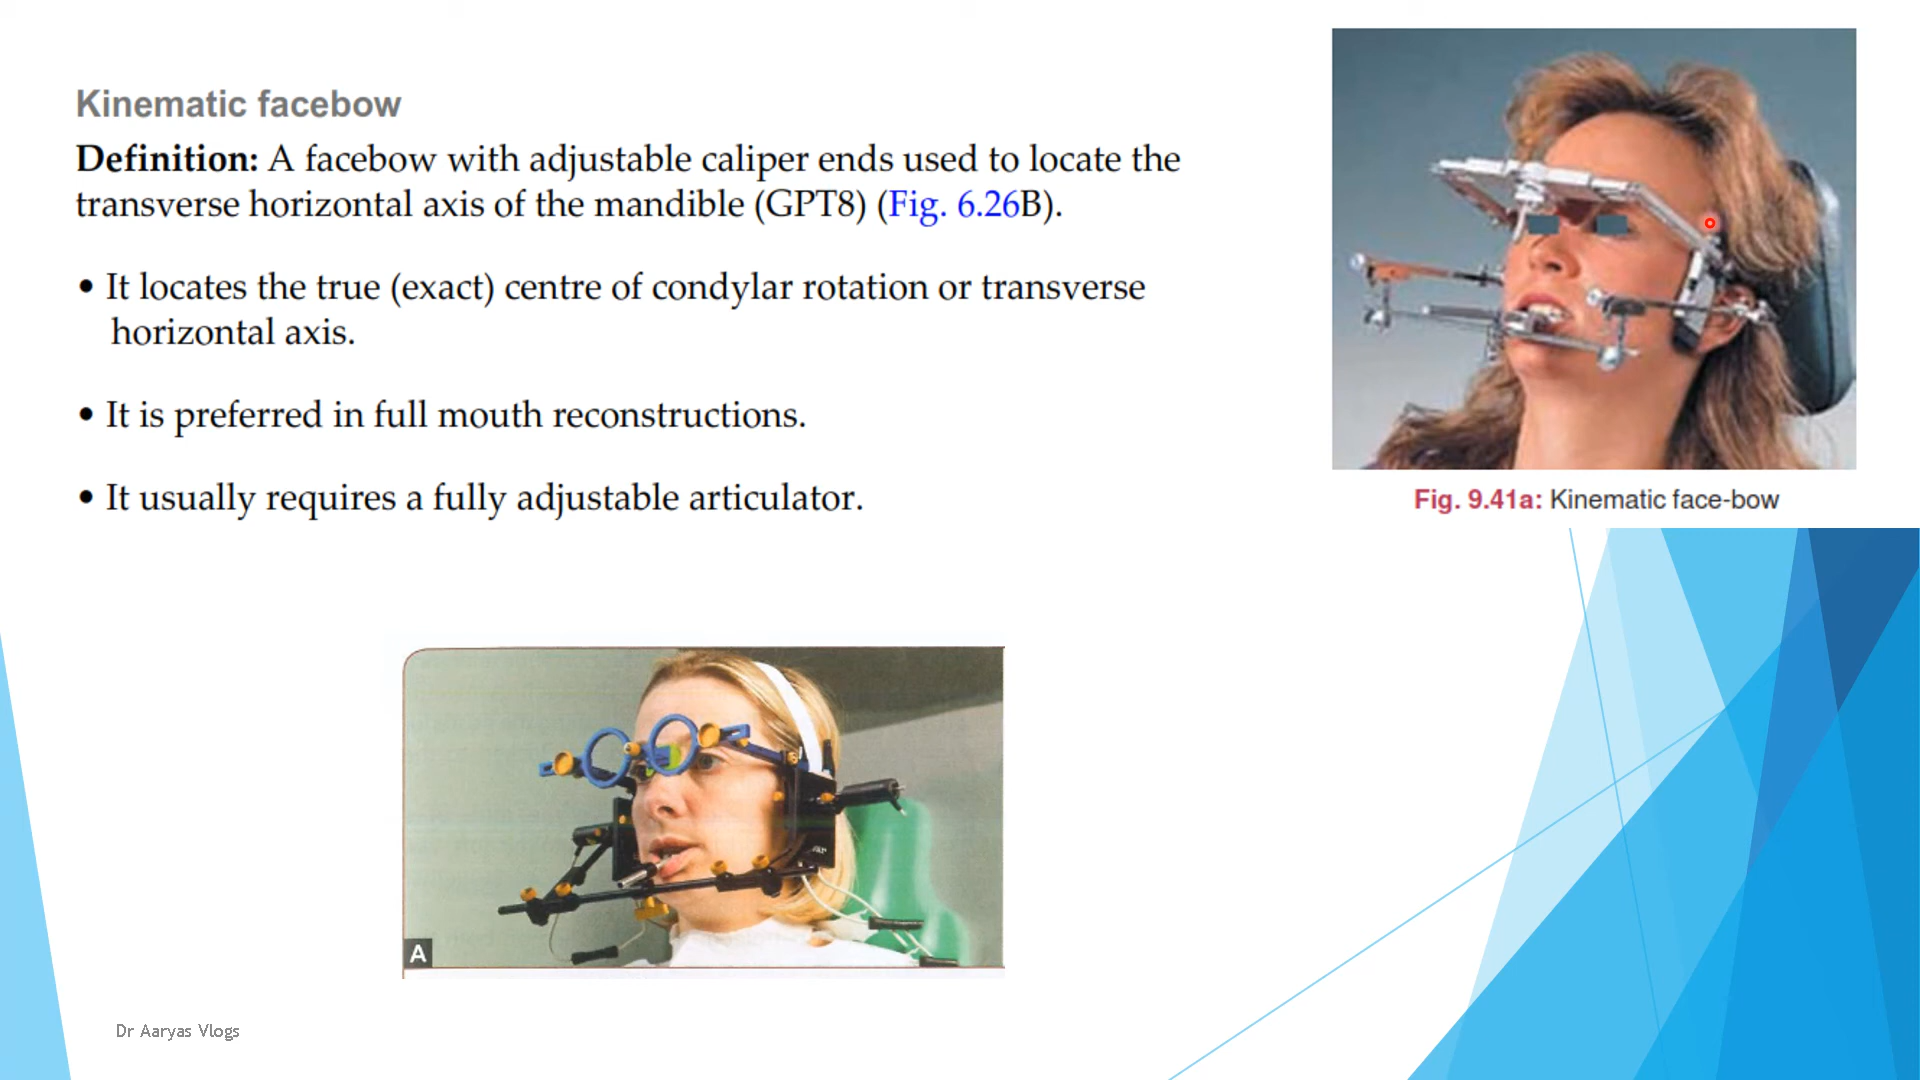 Kinematic facebow
Definition: A facebow with adjustable caliper ends used to locate the
transverse horizontal axis of the mandible (GPT8) (Fig. 6.26B).
• It locates the true (exact) centre of condylar rotation or transverse
horizontal axis.
• It is preferred in full mouth reconstructions.
• It usually requires a fully adjustable articulator.
Fig. 9.41a: Kinematic face-bow
A
Dr Aaryas Vlogs